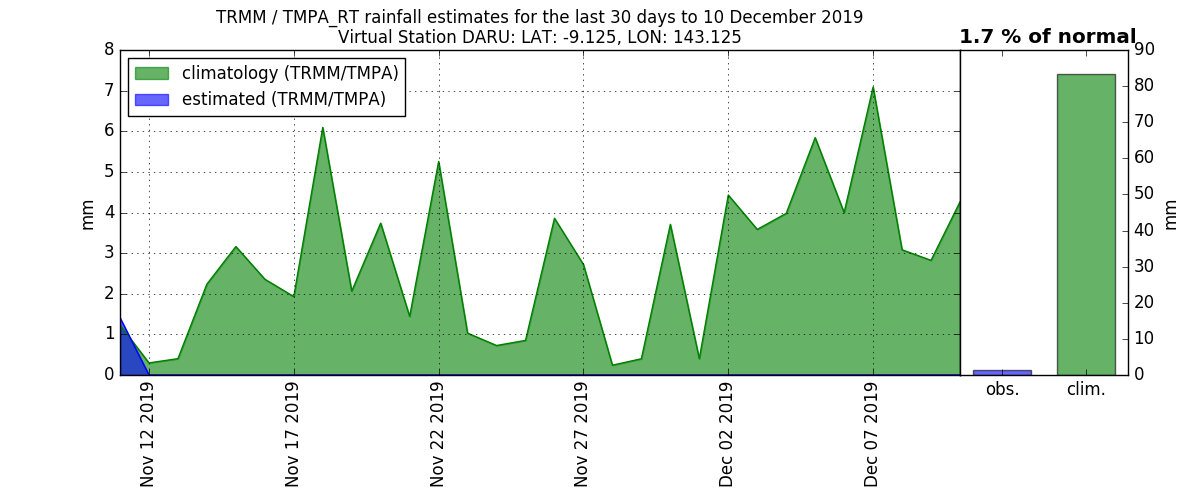 TRMM / TMPA_RT rainfall estimates for the last 30 days to 10 December 2019
Virtual Station DARU: LAT: -9.125, LON: 143.125
1.7 % of normal
climatology (TRMM/TMPA)
estimated (TRMM/TMPA)
8
7
6
5
4
3
2
1
0
mm
Nov 12 2019
Nov 17 2019
Nov 22 2019
Nov 27 2019
Dec 02 2019
Dec 07 2019
obs.
clim.
90
80
70
60
50
40
30
20
10
0
mm